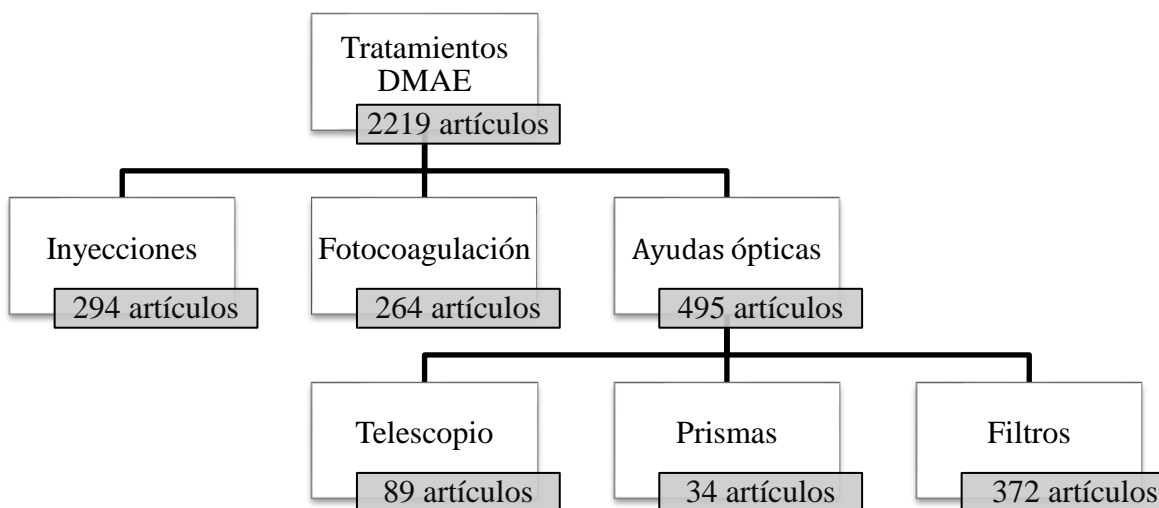 Tratamientos
DMAE
2219 artículos
Inyecciones
294 artículos
Fotocoagulación
264 artículos
Ayudas ópticas
495 artículos
Telescopio
89 artículos
Prismas
34 artículos
Filtros
372 artículos